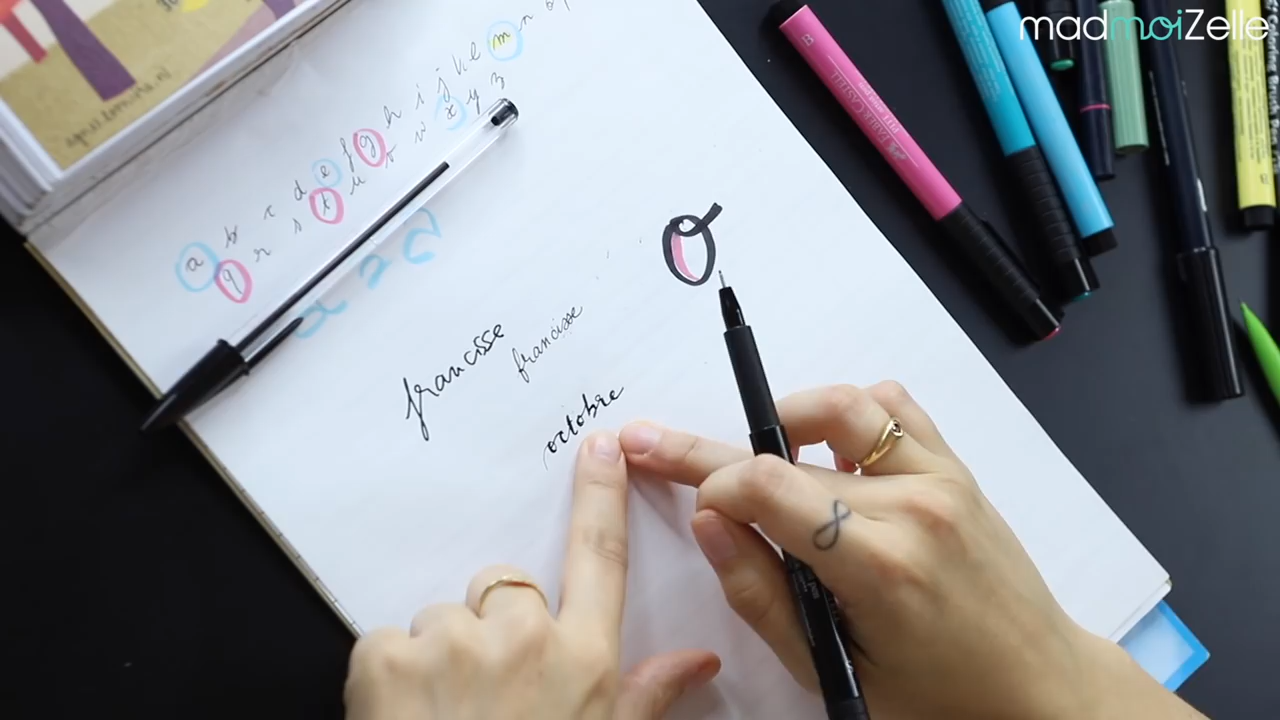 madmoiZelle
a b c d e f g h i j k l m n o p
q r s t u v w x y z
francisse
francisse
octobre
O